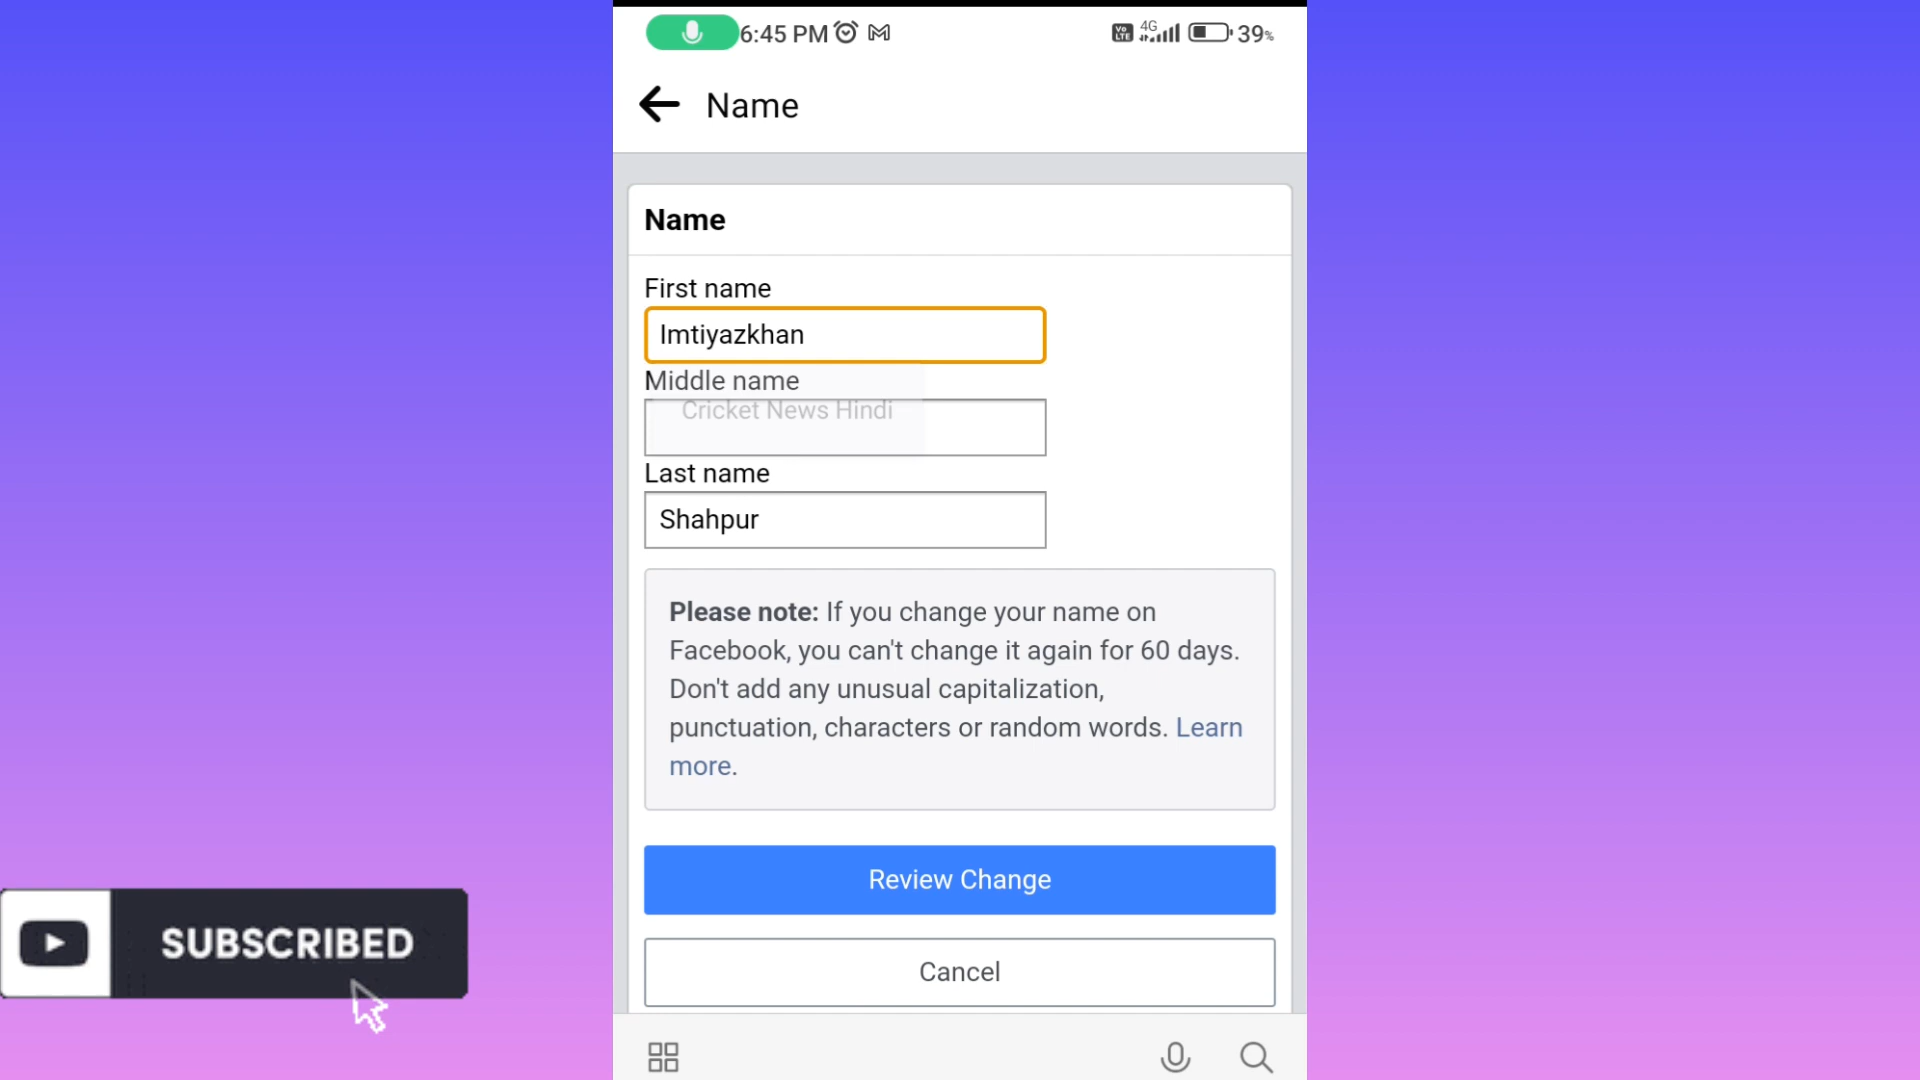 6:45 PM
Vo LTE 4G 39%
Name
Name
First name
Imtiyazkhan
Middle name
Cricket News Hindi
Last name
Shahpur
Please note: If you change your name on
Facebook, you can't change it again for 60 days.
Don't add any unusual capitalization,
punctuation, characters or random words. Learn
more.
Review Change
Cancel
SUBSCRIBED